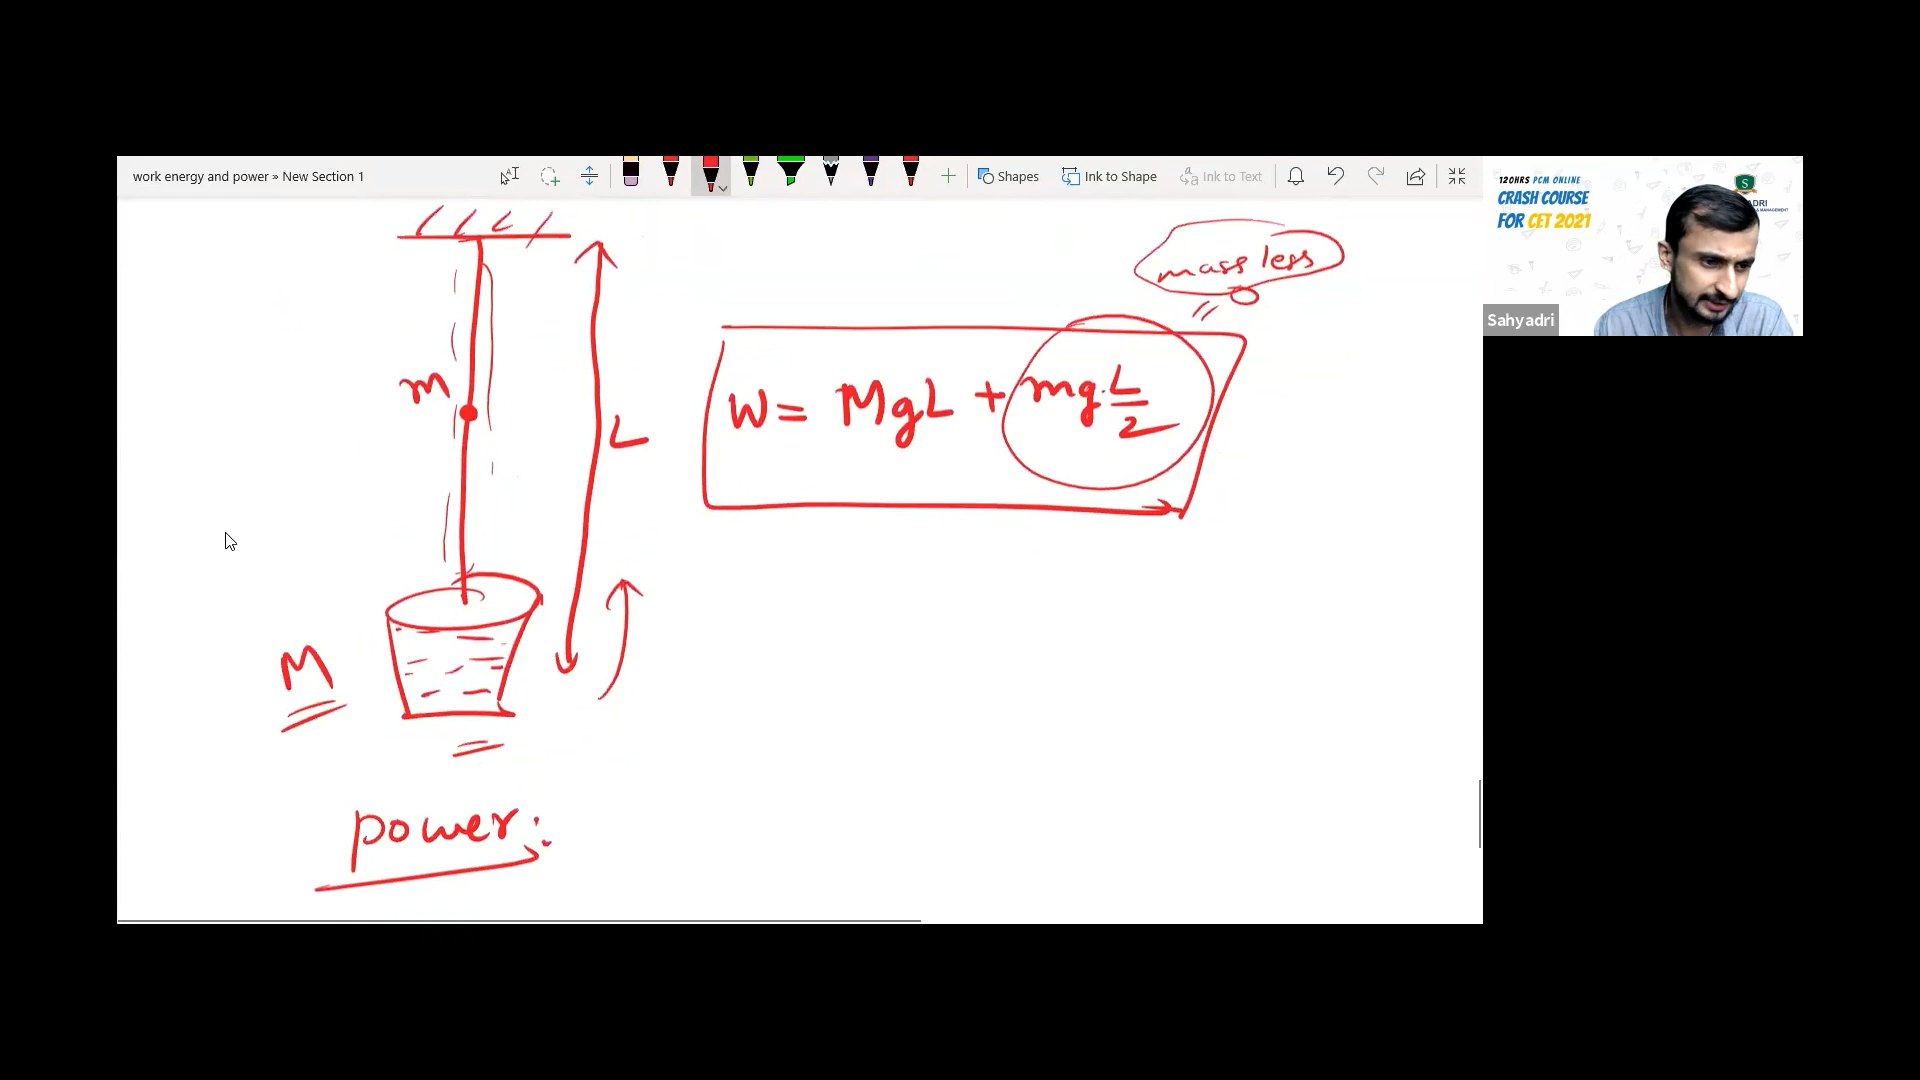 work energy and power » New Section 1
Shapes
Ink to Shape
Ink to Text
120HRS PCM ONLINE
CRASH COURSE
FOR CET 2021
S
ADRI
Sahyadri
mass less
m
L
W = MgL + mg·L/2
M
power: